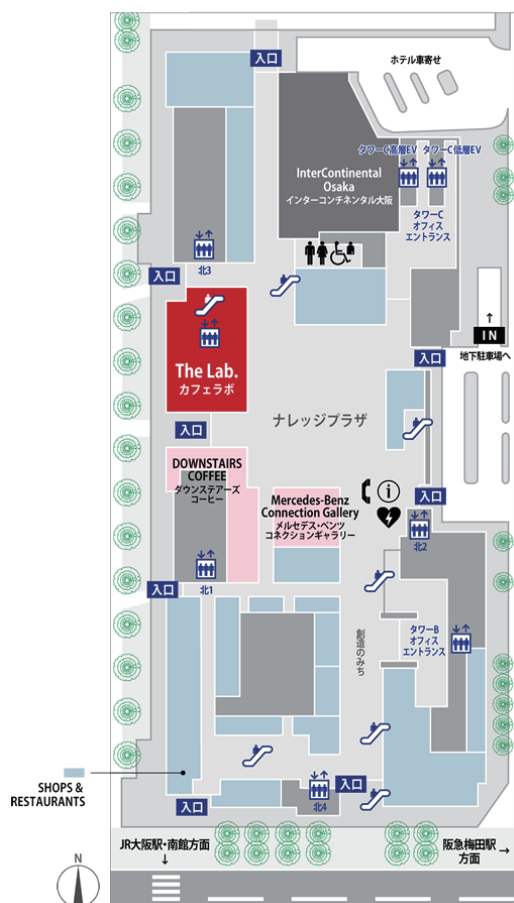 入口
ホテル車寄せ
タワーC高層EV
タワーC低層EV
InterContinental
Osaka
インターコンチネンタル大阪
タワーC
オフィス
エントランス
北3
入口
↑
IN
地下駐車場へ
The Lab.
カフェラボ
入口
ナレッジプラザ
入口
DOWNSTAIRS
COFFEE
ダウンステアーズ
コーヒー
Mercedes-Benz
Connection Gallery
メルセデス・ベンツ
コネクションギャラリー
i
入口
北2
北1
入口
創造のみち
タワーB
オフィス
エントランス
SHOPS &
RESTAURANTS
入口
北4
入口
JR大阪駅・南館方面
↓
阪急梅田駅
方面 →
N